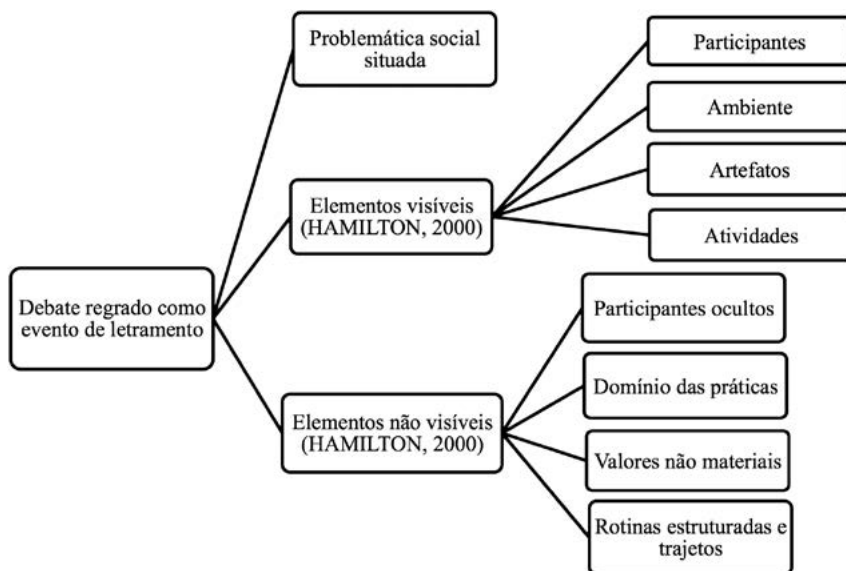 Debate regrado como
evento de letramento
Problemática social
situada
Elementos visíveis
(HAMILTON, 2000)
Participantes
Ambiente
Artefatos
Atividades
Elementos não visíveis
(HAMILTON, 2000)
Participantes ocultos
Domínio das práticas
Valores não materiais
Rotinas estruturadas e
trajetos